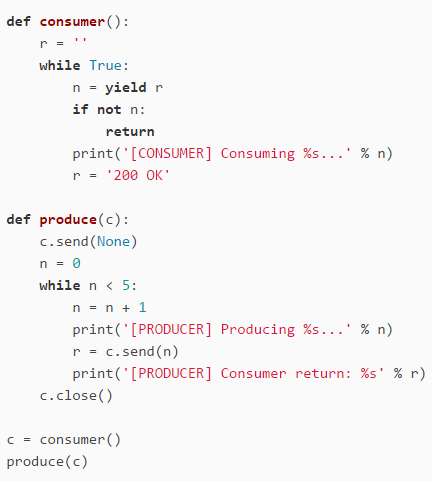 def consumer():
    r = ''
    while True:
        n = yield r
        if not n:
            return
        print('[CONSUMER] Consuming %s...' % n)
        r = '200 OK'

def produce(c):
    c.send(None)
    n = 0
    while n < 5:
        n = n + 1
        print('[PRODUCER] Producing %s...' % n)
        r = c.send(n)
        print('[PRODUCER] Consumer return: %s' % r)
    c.close()

c = consumer()
produce(c)